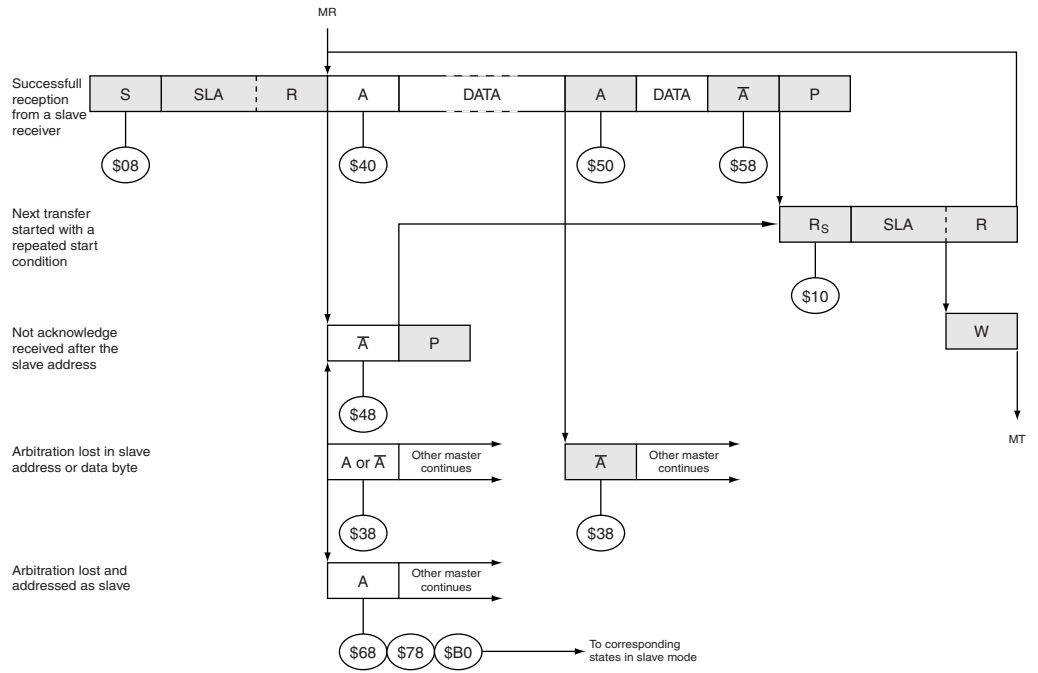 MR
Successfull
reception
from a slave
receiver
S SLA R A DATA A DATA A̅ P
$08 $40 $50 $58
Next transfer
started with a
repeated start
condition
RS SLA R
$10
Not acknowledge
received after the
slave address
A̅ P
W
$48
MT
Arbitration lost in slave
address or data byte
A or A̅ Other master
continues
A̅ Other master
continues
$38 $38
Arbitration lost and
addressed as slave
A Other master
continues
$68 $78 $B0
To corresponding
states in slave mode